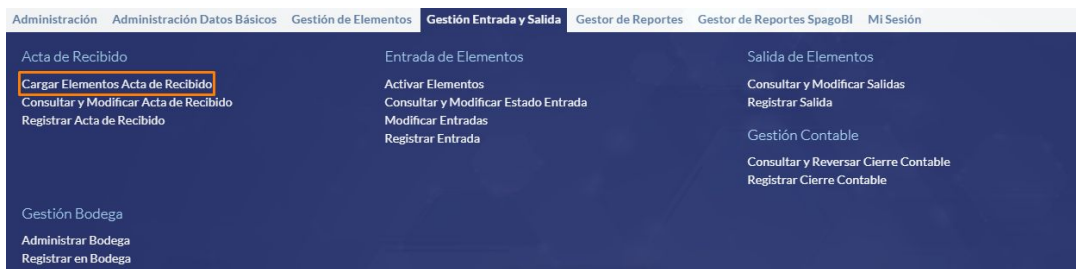 Administración Administración Datos Básicos Gestión de Elementos Gestión Entrada y Salida Gestor de Reportes Gestor de Reportes SpagoBI Mi Sesión
Acta de Recibido
Cargar Elementos Acta de Recibido
Consultar y Modificar Acta de Recibido
Registrar Acta de Recibido
Entrada de Elementos
Activar Elementos
Consultar y Modificar Estado Entrada
Modificar Entradas
Registrar Entrada
Salida de Elementos
Consultar y Modificar Salidas
Registrar Salida
Gestión Contable
Consultar y Reversar Cierre Contable
Registrar Cierre Contable
Gestión Bodega
Administrar Bodega
Registrar en Bodega